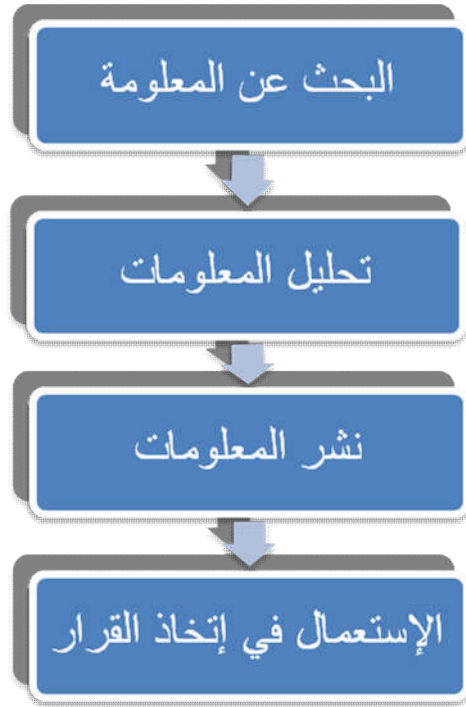 البحث عن المعلومة
تحليل المعلومات
نشر المعلومات
الإستعمال في إتخاذ القرار